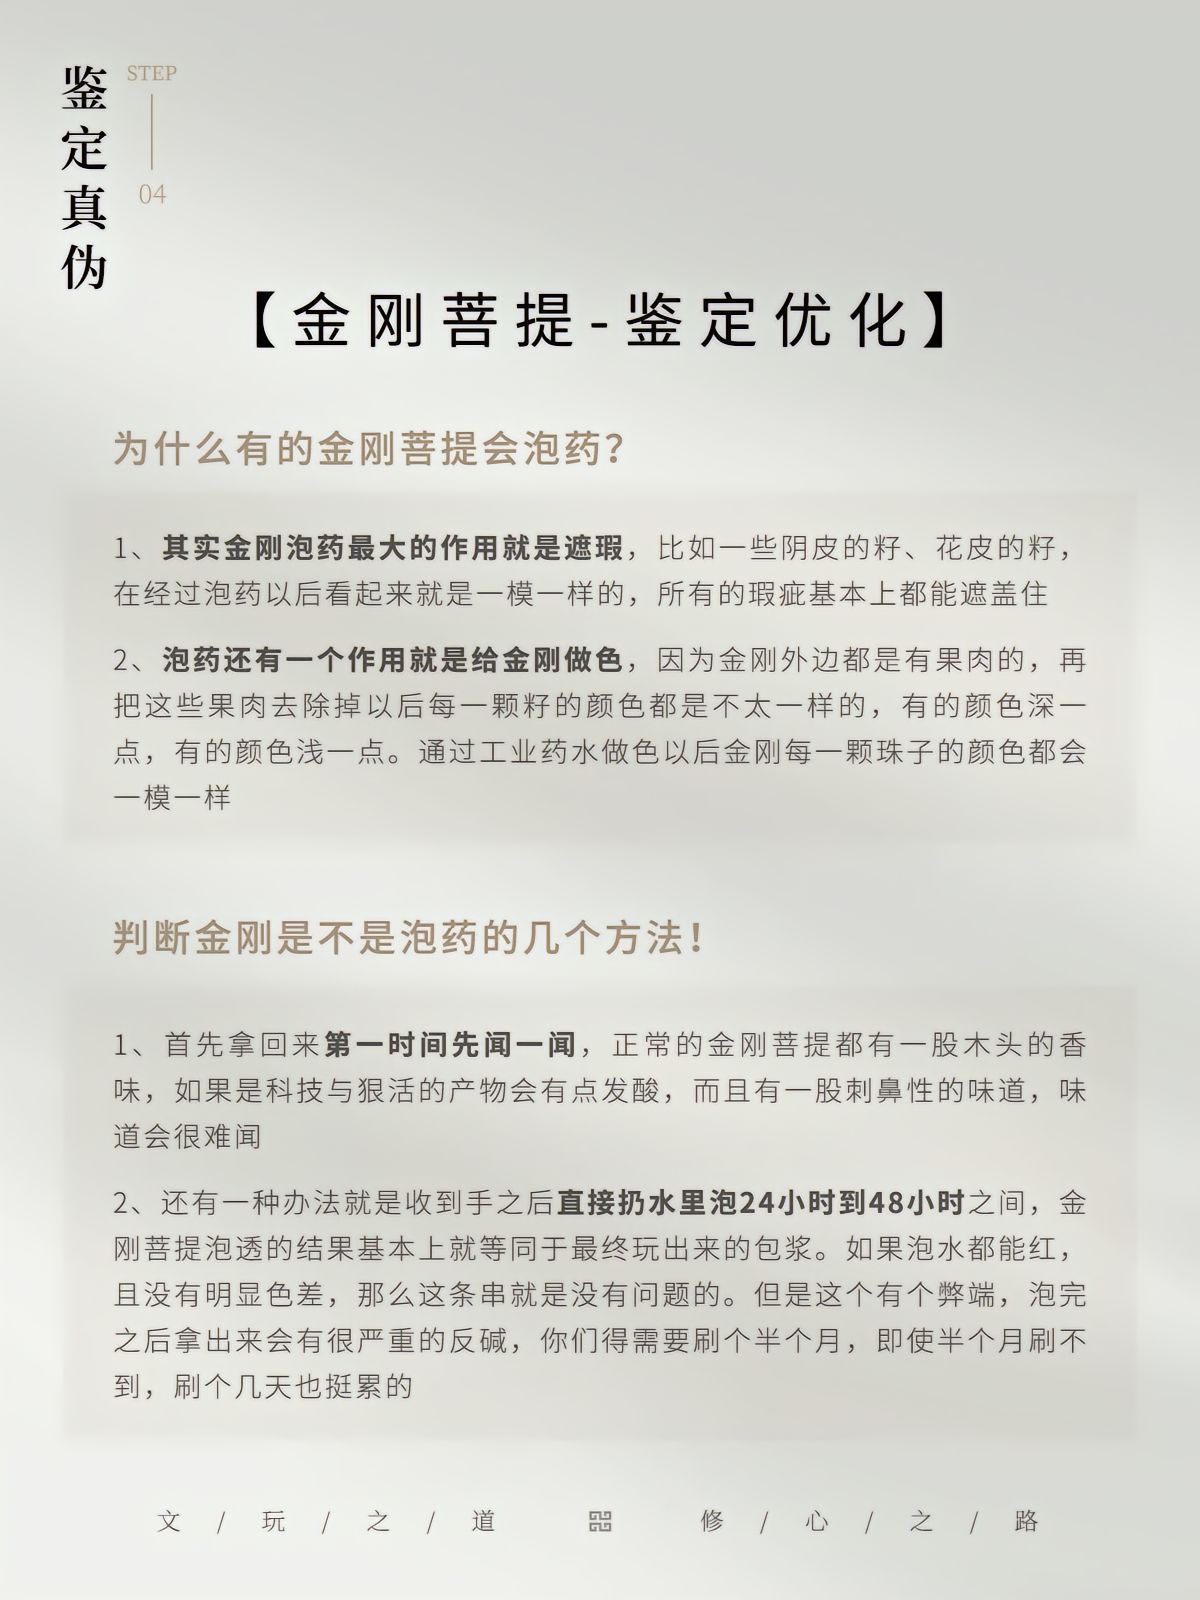 鉴定真伪
STEP
04
【金刚菩提-鉴定优化】
为什么有的金刚菩提会泡药？
1、其实金刚泡药最大的作用就是遮瑕，比如一些阴皮的籽、花皮的籽，
在经过泡药以后看起来就是一模一样的，所有的瑕疵基本上都能遮盖住
2、泡药还有一个作用就是给金刚做色，因为金刚外边都是有果肉的，再
把这些果肉去除掉以后每一颗籽的颜色都是不太一样的，有的颜色深一
点，有的颜色浅一点。通过工业药水做色以后金刚每一颗珠子的颜色都会
一模一样
判断金刚是不是泡药的几个方法！
1、首先拿回来第一时间先闻一闻，正常的金刚菩提都有一股木头的香
味，如果是科技与狠活的产物会有点发酸，而且有一股刺鼻性的味道，味
道会很难闻
2、还有一种办法就是收到手之后直接扔水里泡24小时到48小时之间，金
刚菩提泡透的结果基本上就等同于最终玩出来的包浆。如果泡水都能红，
且没有明显色差，那么这条串就是没有问题的。但是这个有个弊端，泡完
之后拿出来会有很严重的反碱，你们得需要刷个半个月，即使半个月刷不
到，刷个几天也挺累的
文/玩/之/道 修/心/之/路